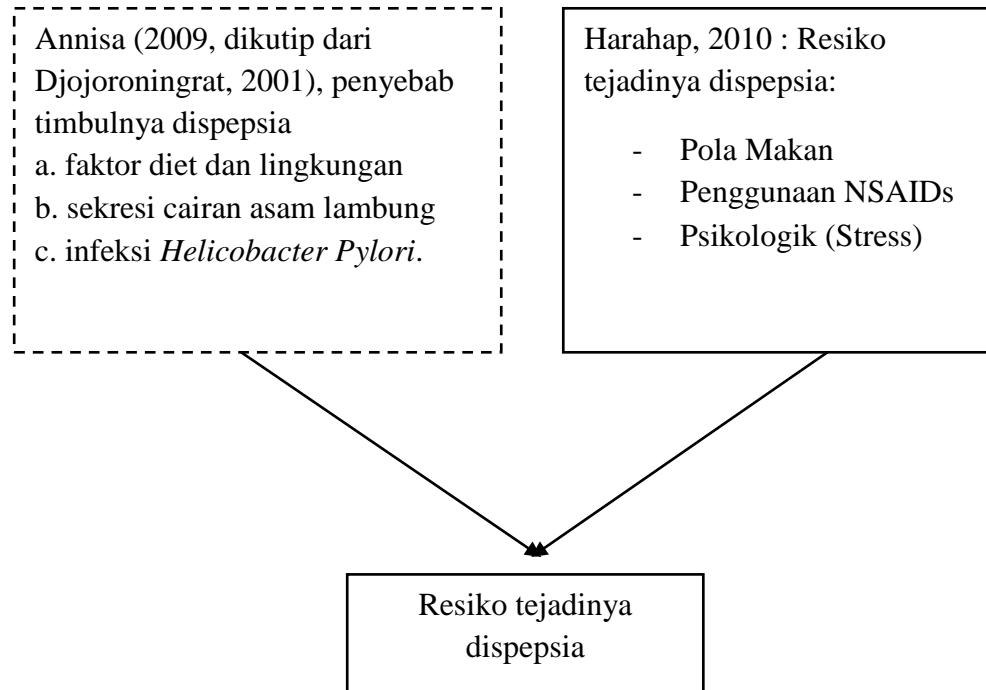 Annisa (2009, dikutip dari
Djojoroningrat, 2001), penyebab
timbulnya dispepsia
a. faktor diet dan lingkungan
b. sekresi cairan asam lambung
c. infeksi Helicobacter Pylori.
Harahap, 2010 : Resiko
tejadinya dispepsia:
- Pola Makan
- Penggunaan NSAIDs
- Psikologik (Stress)
Resiko tejadinya
dispepsia